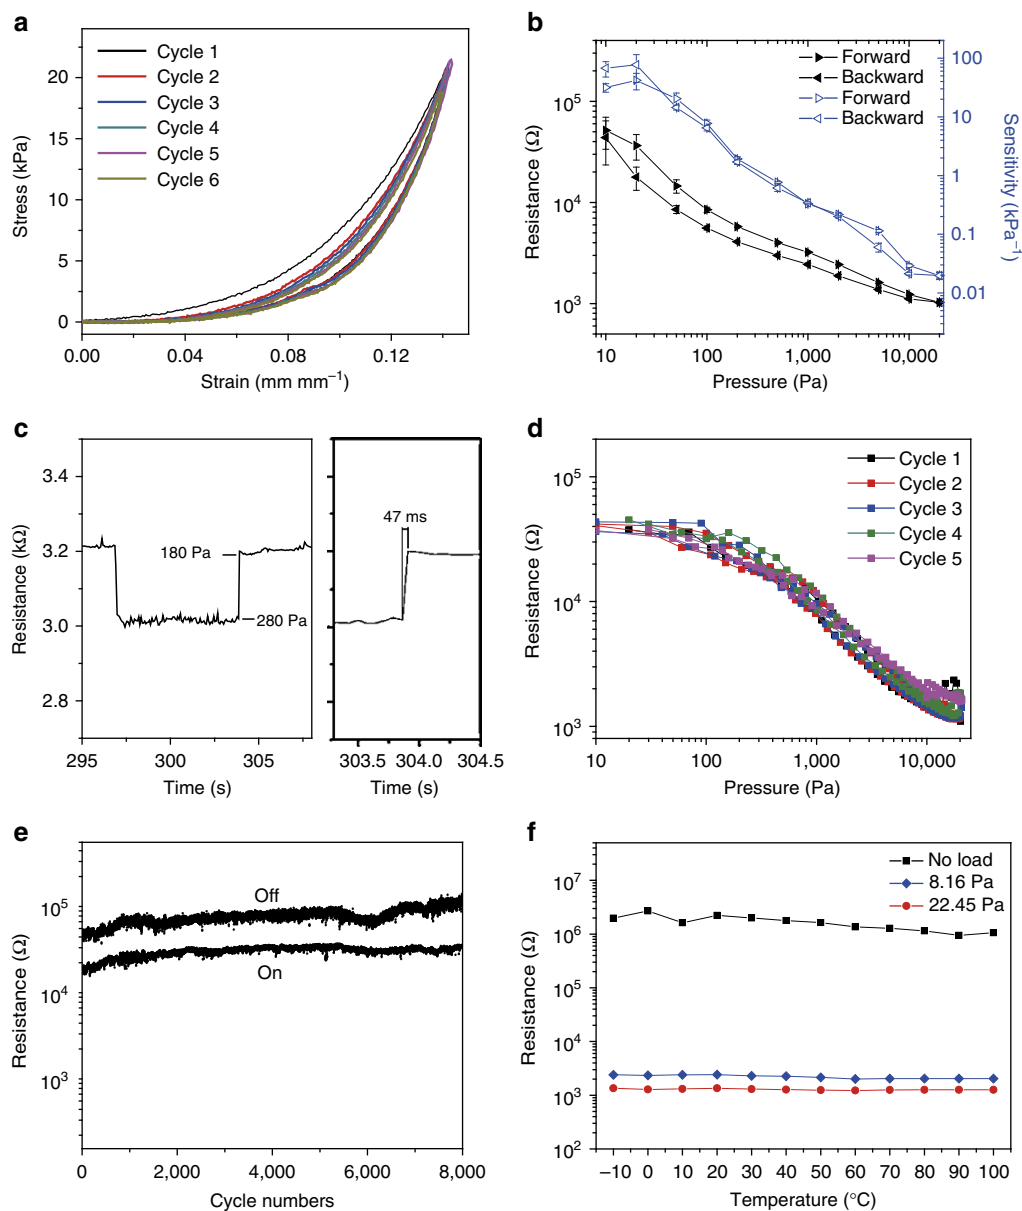 a
Cycle 1
Cycle 2
Cycle 3
Cycle 4
Cycle 5
Cycle 6
20
15
10
5
0
Stress (kPa)
0.00
0.04
0.08
0.12
Strain (mm mm⁻¹)
b
Forward
Backward
Forward
Backward
10⁵
10⁴
10³
Resistance (Ω)
100
10
1
0.1
0.01
Sensitivity (kPa⁻¹)
10
100
1,000
10,000
Pressure (Pa)
c
3.4
3.2
3.0
2.8
Resistance (kΩ)
180 Pa
280 Pa
295
300
305
Time (s)
47 ms
303.5
304.0
304.5
Time (s)
d
Cycle 1
Cycle 2
Cycle 3
Cycle 4
Cycle 5
10⁵
10⁴
10³
Resistance (Ω)
10
100
1,000
10,000
Pressure (Pa)
e
Off
On
10⁵
10⁴
10³
Resistance (Ω)
0
2,000
4,000
6,000
8,000
Cycle numbers
f
No load
8.16 Pa
22.45 Pa
10⁷
10⁶
10⁵
10⁴
10³
10²
Resistance (Ω)
−10
0
10
20
30
40
50
60
70
80
90
100
Temperature (°C)